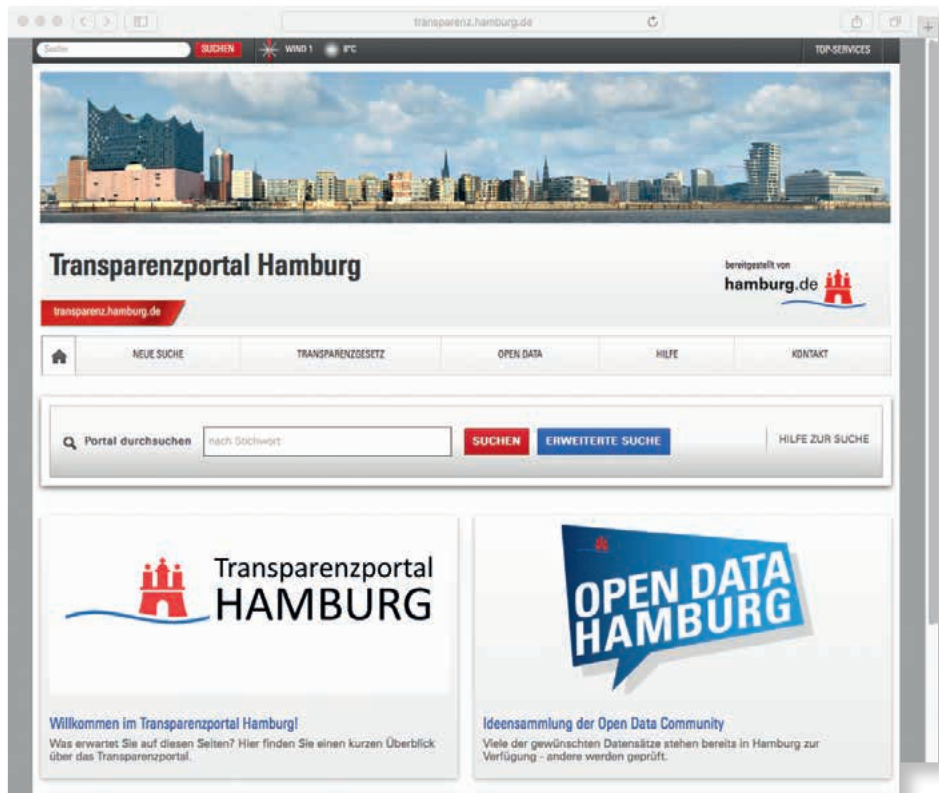 transparenz.hamburg.de
Suche SUCHEN WIND 1 8°C TOP-SERVICES
Transparenzportal Hamburg
bereitgestellt von
hamburg.de
transparenz.hamburg.de
NEUE SUCHE TRANSPARENZGESETZ OPEN DATA HILFE KONTAKT
Portal durchsuchen nach Stichwort SUCHEN ERWEITERTE SUCHE HILFE ZUR SUCHE
Transparenzportal
HAMBURG
OPEN DATA
HAMBURG
Willkommen im Transparenzportal Hamburg!
Was erwartet Sie auf diesen Seiten? Hier finden Sie einen kurzen Überblick
über das Transparenzportal.
Ideensammlung der Open Data Community
Viele der gewünschten Datensätze stehen bereits in Hamburg zur
Verfügung - andere werden geprüft.